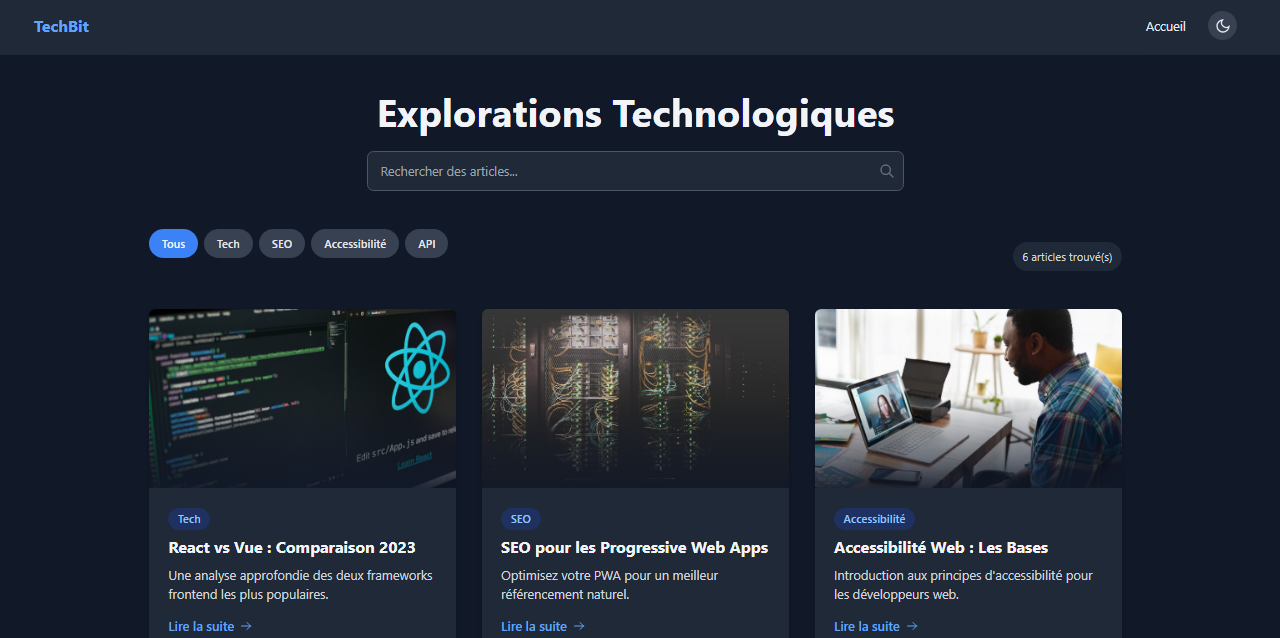 TechBit
Accueil
Explorations Technologiques
Rechercher des articles...
Tous
Tech
SEO
Accessibilité
API
6 articles trouvé(s)
Edit src/App.js and save to rel
Learn React
Tech
SEO
Accessibilité
React vs Vue : Comparaison 2023
SEO pour les Progressive Web Apps
Accessibilité Web : Les Bases
Une analyse approfondie des deux frameworks
frontend les plus populaires.
Optimisez votre PWA pour un meilleur
référencement naturel.
Introduction aux principes d'accessibilité pour
les développeurs web.
Lire la suite →
Lire la suite →
Lire la suite →